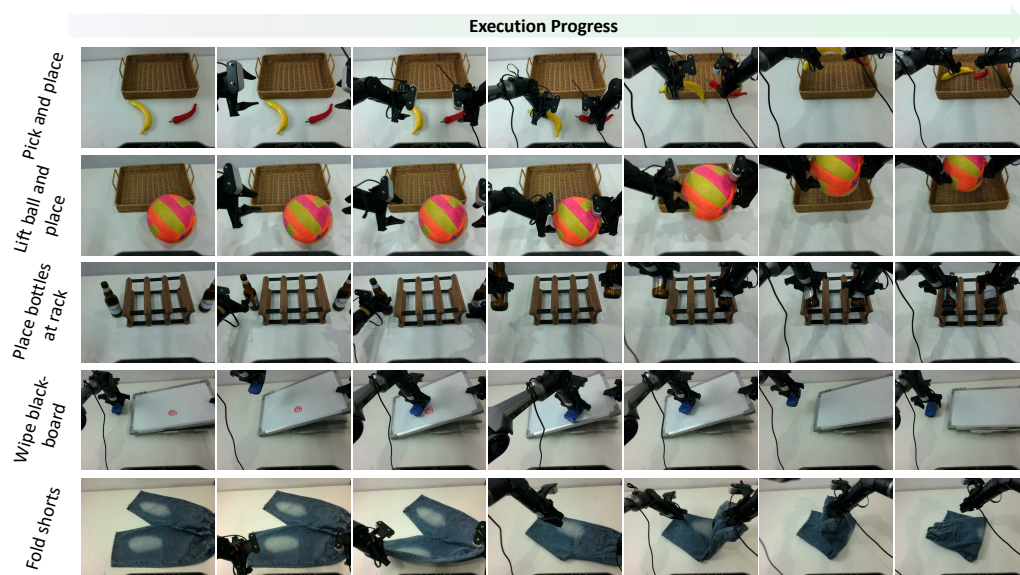 Execution Progress
Pick and place
Lift ball and
place
Place bottles
at rack
Wipe black-
board
Fold shorts